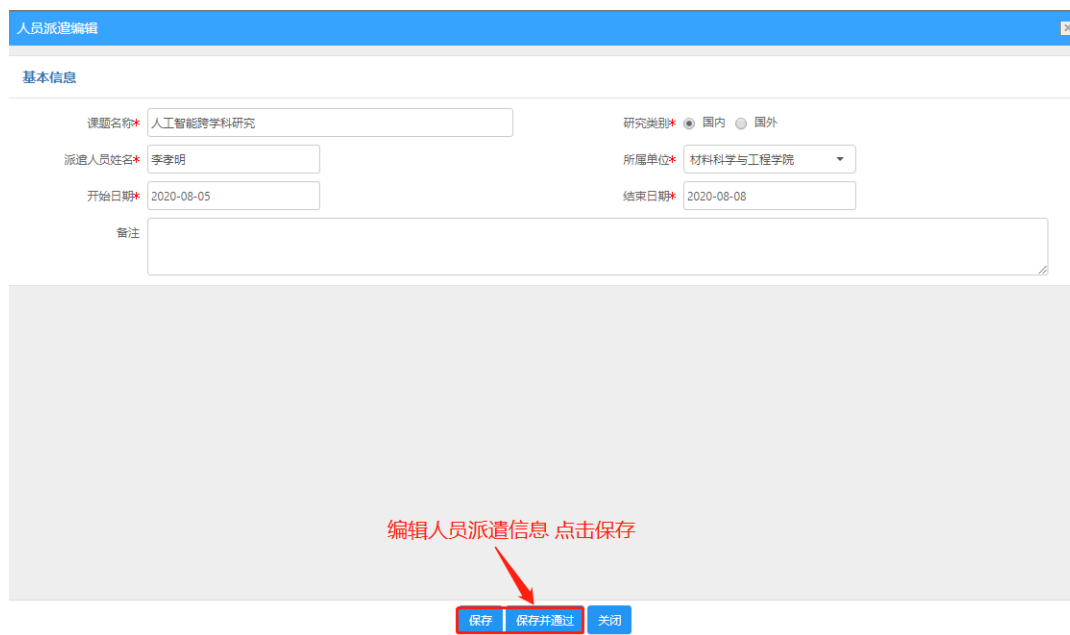 人员派遣编辑
基本信息
课题名称* 人工智能跨学科研究 研究类别* 国内 国外
派遣人员姓名* 李孝明 所属单位* 材料科学与工程学院
开始日期* 2020-08-05 结束日期* 2020-08-08
备注
编辑人员派遣信息 点击保存
保存 保存并通过 关闭